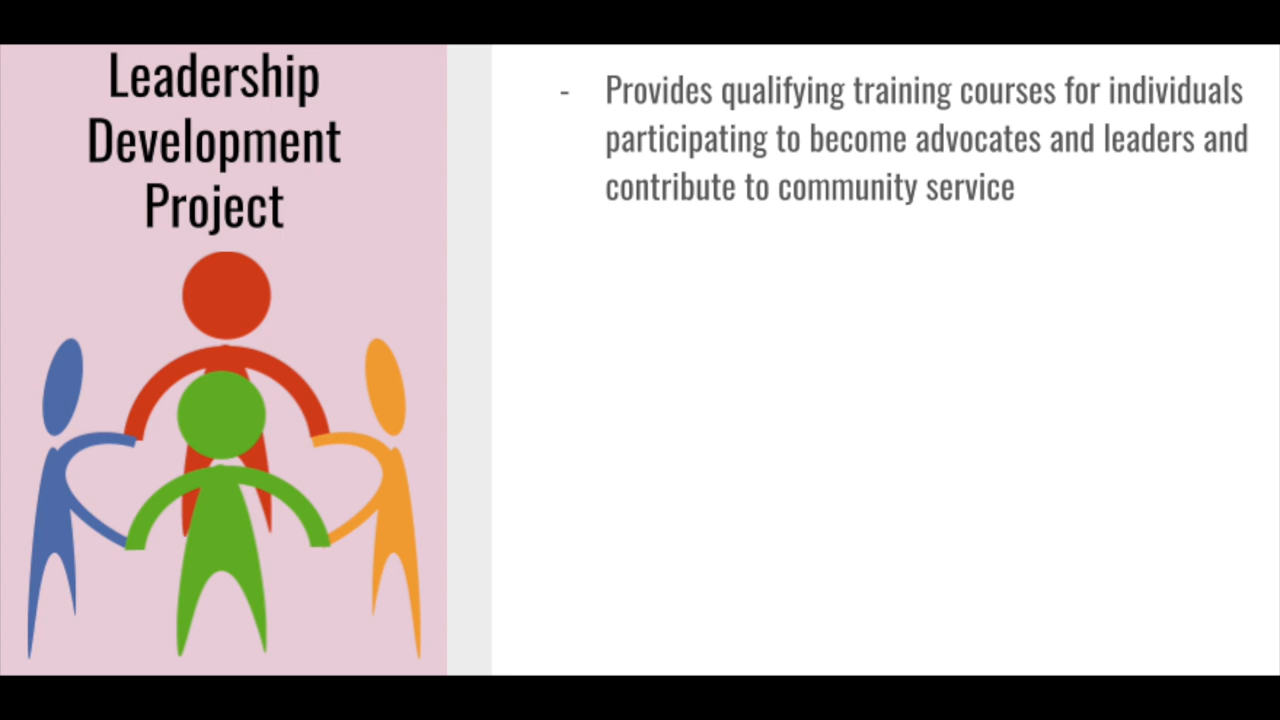 Leadership
Development
Project
- Provides qualifying training courses for individuals
participating to become advocates and leaders and
contribute to community service